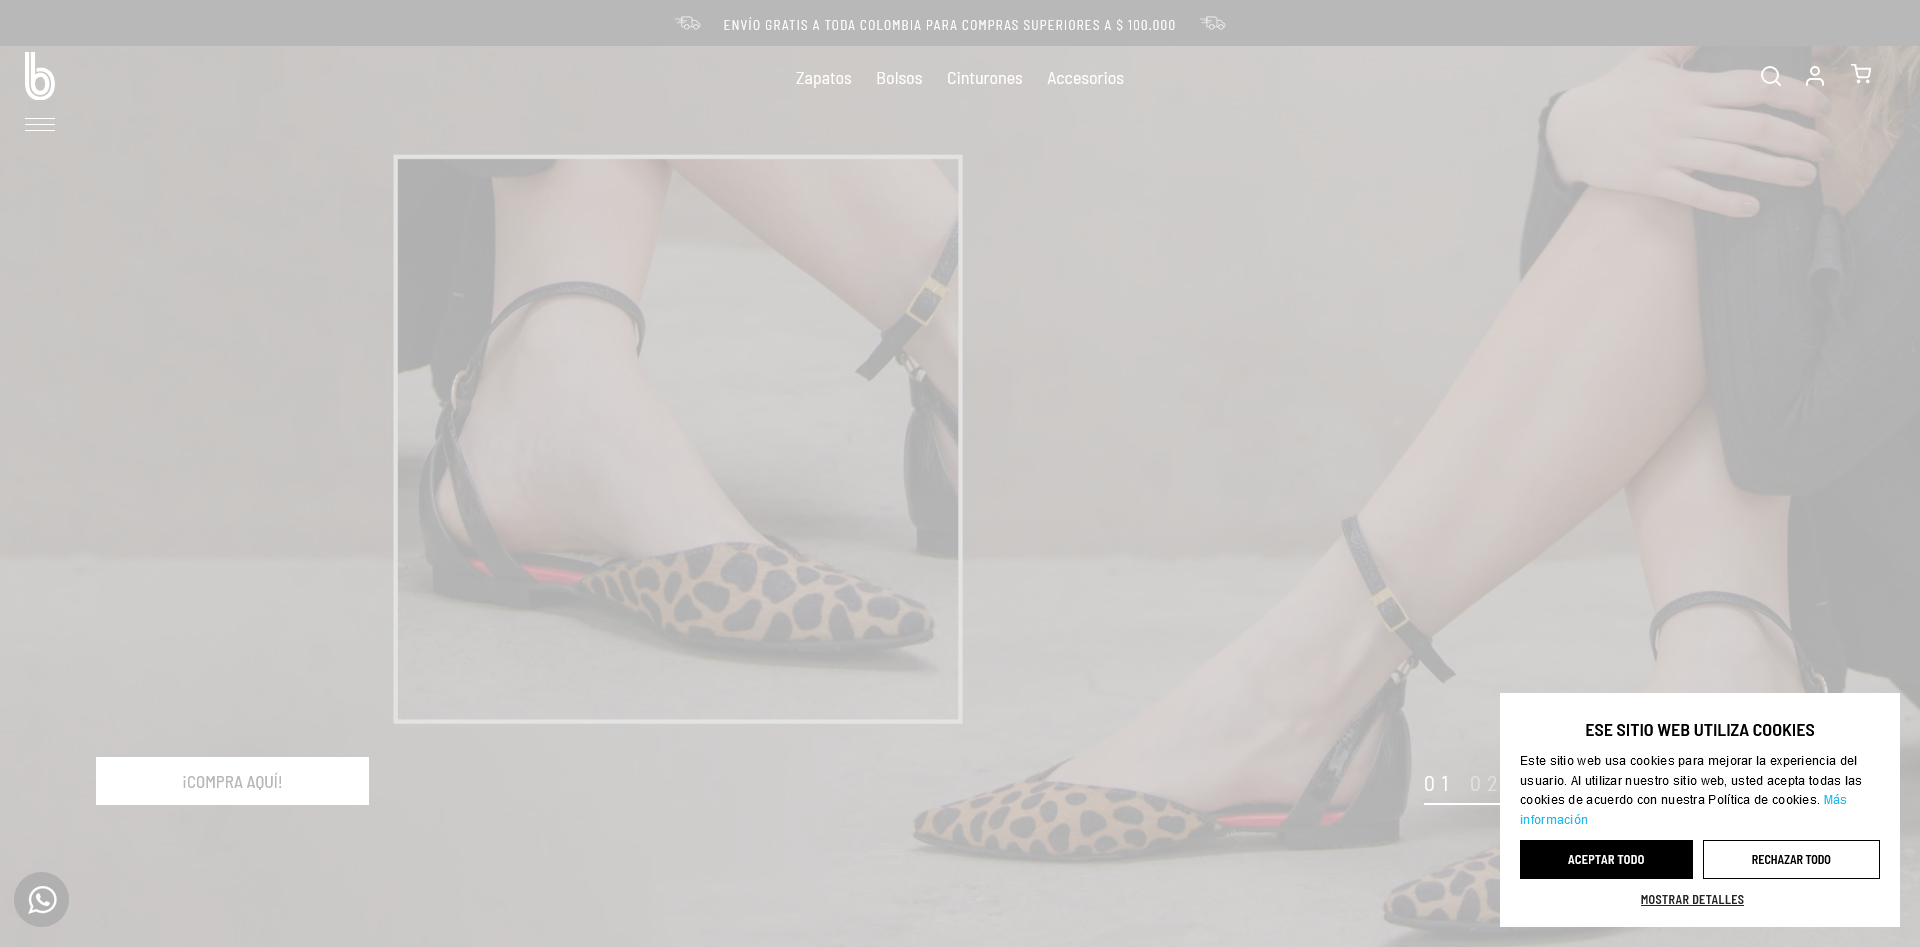 ENVÍO GRATIS A TODA COLOMBIA PARA COMPRAS SUPERIORES A $ 100.000
b
Zapatos Bolsos Cinturones Accesorios
¡COMPRA AQUÍ!
01 02
ESE SITIO WEB UTILIZA COOKIES
Este sitio web usa cookies para mejorar la experiencia del
usuario. Al utilizar nuestro sitio web, usted acepta todas las
cookies de acuerdo con nuestra Política de cookies. Más
información
ACEPTAR TODO RECHAZAR TODO
MOSTRAR DETALLES